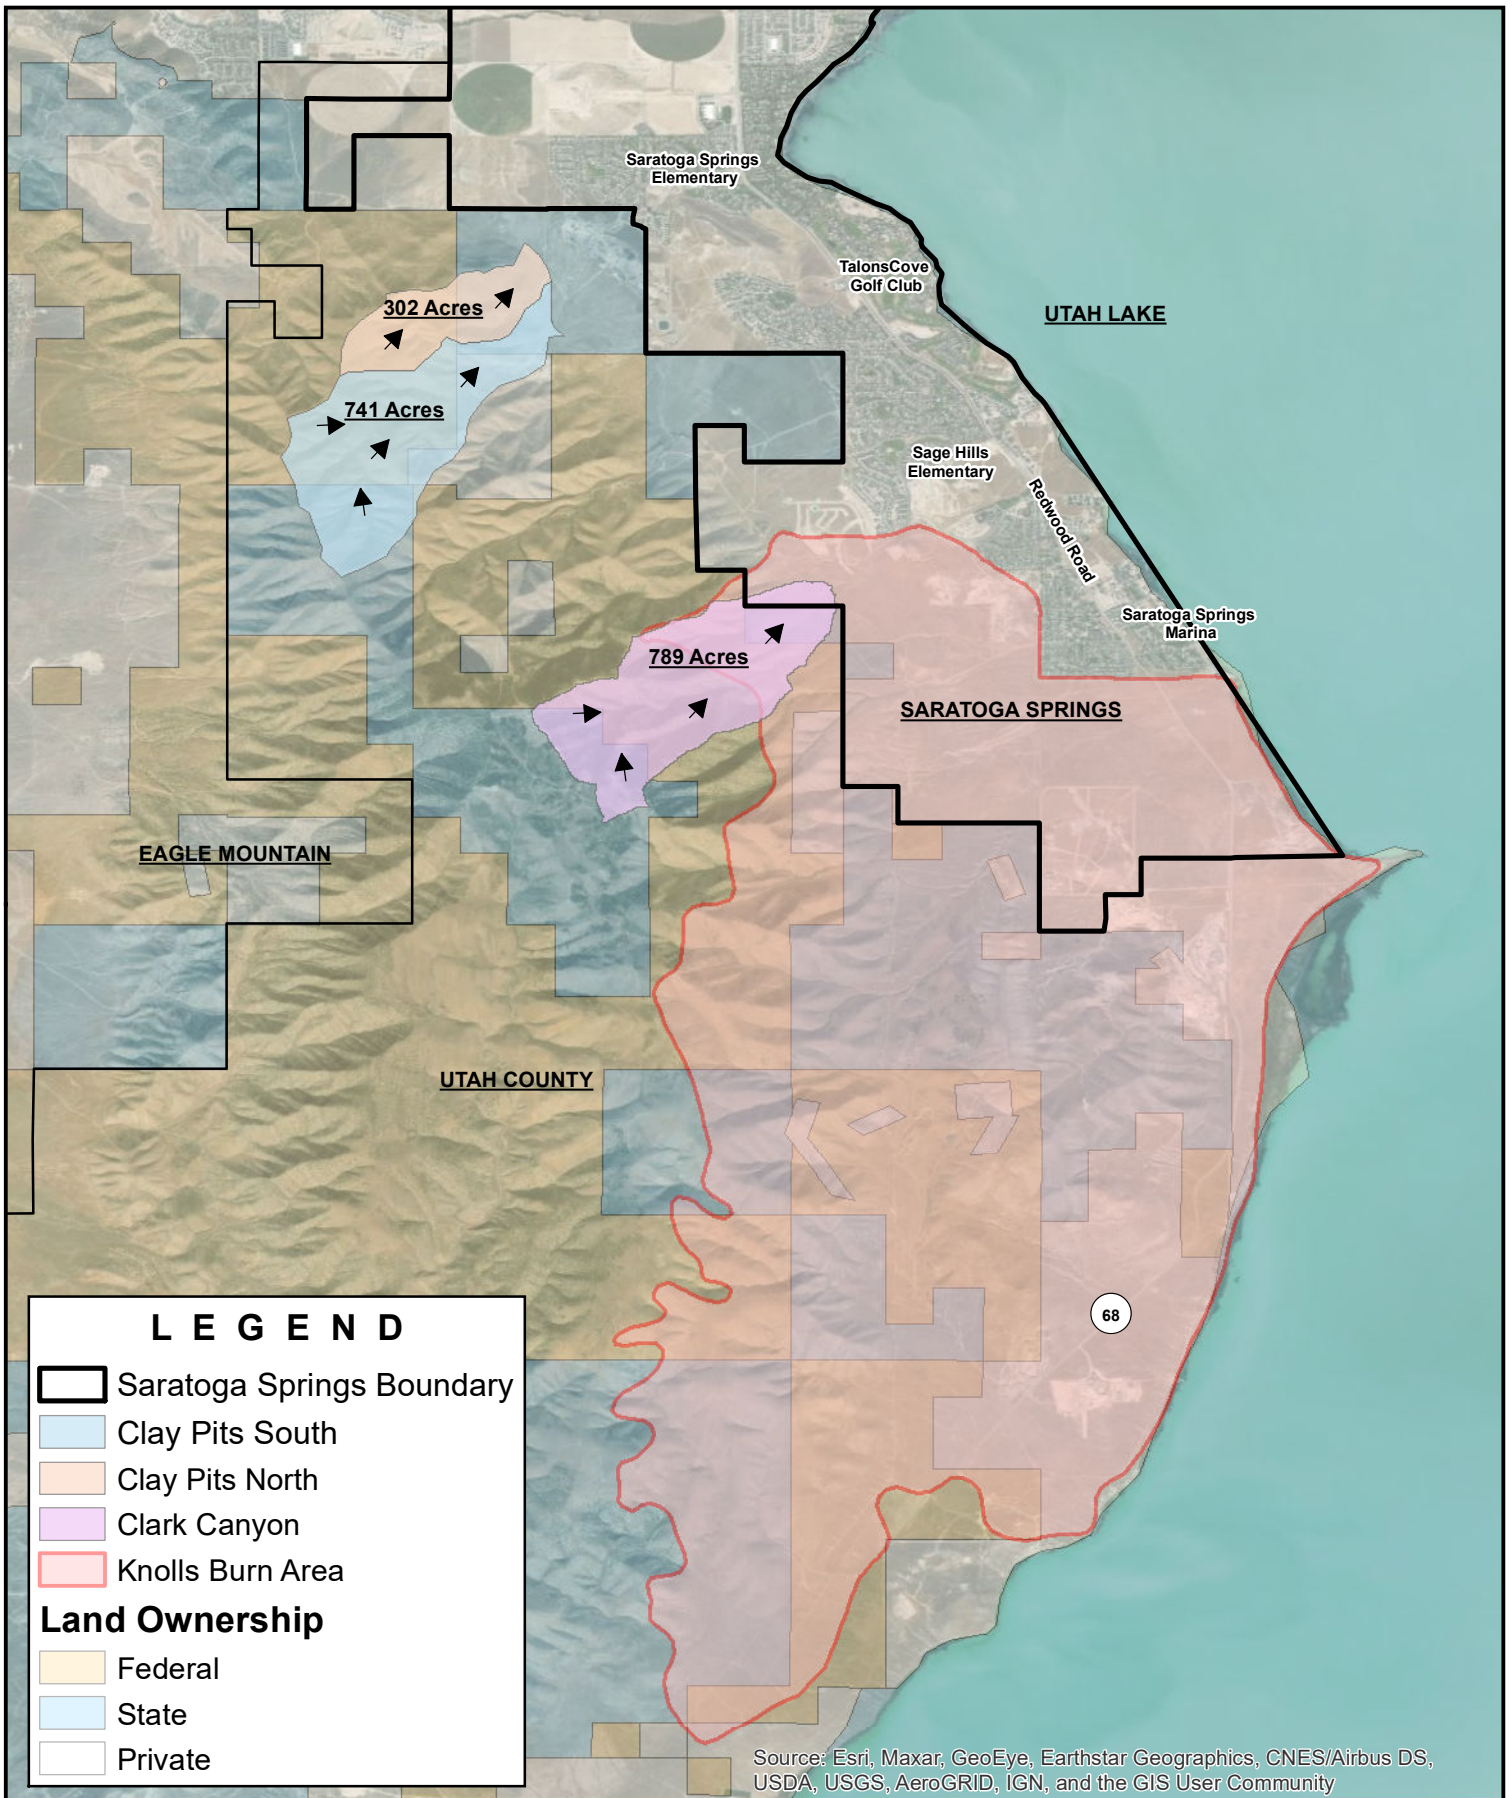 Saratoga Springs
Elementary
TalonsCove
Golf Club
302 Acres
UTAH LAKE
741 Acres
Sage Hills
Elementary
Redwood Road
Saratoga Springs
Marina
789 Acres
SARATOGA SPRINGS
EAGLE MOUNTAIN
UTAH COUNTY
68
LEGEND
Saratoga Springs Boundary
Clay Pits South
Clay Pits North
Clark Canyon
Knolls Burn Area
Land Ownership
Federal
State
Private
Source: Esri, Maxar, GeoEye, Earthstar Geographics, CNES/Airbus DS,
USDA, USGS, AeroGRID, IGN, and the GIS User Community